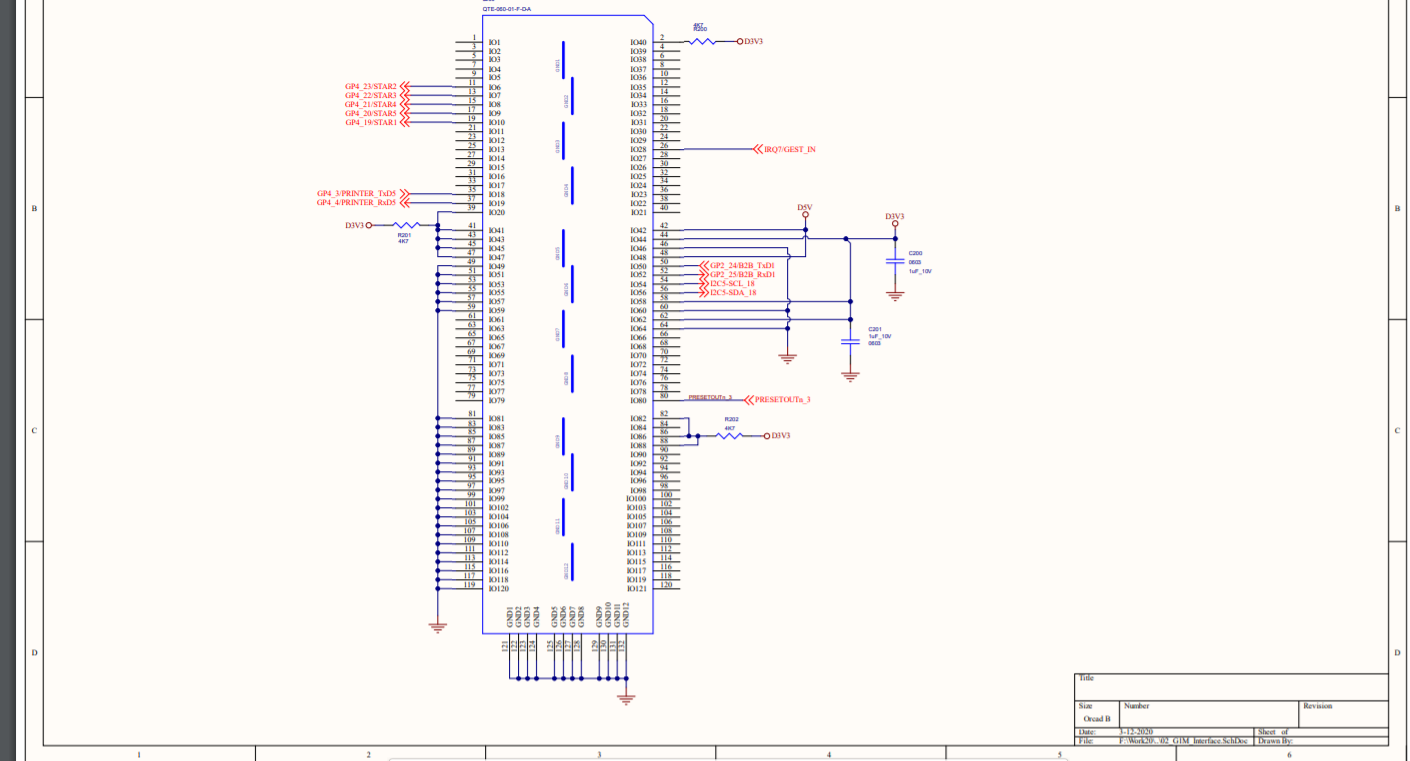 QTE-060-01-F-D-A
1 IO1 IO40 2 4K7 R200 D3V3
3 IO2 IO39 4
5 IO3 IO38 6
7 IO4 IO37 8
9 IO5 IO36 10
GP4_23/STAR2 11 IO6 IO35 12
GP4_22/STAR3 13 IO7 IO34 14
GP4_21/STAR4 15 IO8 IO33 16
GP4_20/STAR5 17 IO9 IO32 18
GP4_19/STAR1 19 IO10 IO31 20
21 IO11 IO30 22
23 IO12 IO29 24
25 IO13 IO28 26 IRQ7/GEST_IN
27 IO14 IO27 28
29 IO15 IO26 30
31 IO16 IO25 32
33 IO17 IO24 34
GP4_3/PRINTER_TxD5 35 IO18 IO23 36
GP4_4/PRINTER_RxD5 37 IO19 IO22 38
39 IO20 IO21 40
D3V3 R201 4K7
D5V
D3V3
41 IO41 IO42 42
43 IO43 IO44 44
45 IO45 IO46 46
47 IO47 IO48 48
C200
0603
1uF_10V
49 IO49 IO50 50 GP2_24/B2B_TxD1
51 IO51 IO52 52 GP2_25/B2B_RxD1
53 IO53 IO54 54 I2C5-SCL_18
55 IO55 IO56 56 I2C5-SDA_18
57 IO57 IO58 58
59 IO59 IO60 60
61 IO61 IO62 62
63 IO63 IO64 64
C201
1uF_10V
0603
65 IO65 IO66 66
67 IO67 IO68 68
69 IO69 IO70 70
71 IO71 IO72 72
73 IO73 IO74 74
75 IO75 IO76 76
77 IO77 IO78 78
79 IO79 IO80 80 PRESETOUTn_3 PRESETOUTn_3
81 IO81 IO82 82
83 IO83 IO84 84
85 IO85 IO86 86 R202 4K7 D3V3
87 IO87 IO88 88
89 IO89 IO90 90
91 IO91 IO92 92
93 IO93 IO94 94
95 IO95 IO96 96
97 IO97 IO98 98
99 IO99 IO100 100
101 IO102 IO103 102
103 IO104 IO105 104
105 IO106 IO107 106
107 IO108 IO109 108
109 IO110 IO111 110
111 IO112 IO113 112
113 IO114 IO115 114
115 IO116 IO117 116
117 IO118 IO119 118
119 IO120 IO121 120
GND1 GND2 GND3 GND4 GND5 GND6 GND7 GND8 GND9 GND10 GND11 GND12
121 122 123 124 125 126 127 128 129 130 131 132
B B
C C
D D
Title
Size Number Revision
Orcad B
Date: 3-12-2020 Sheet of
File: F:\Work20\..\02_G1M_Interface.SchDoc Drawn By:
1 2 3 4 5 6